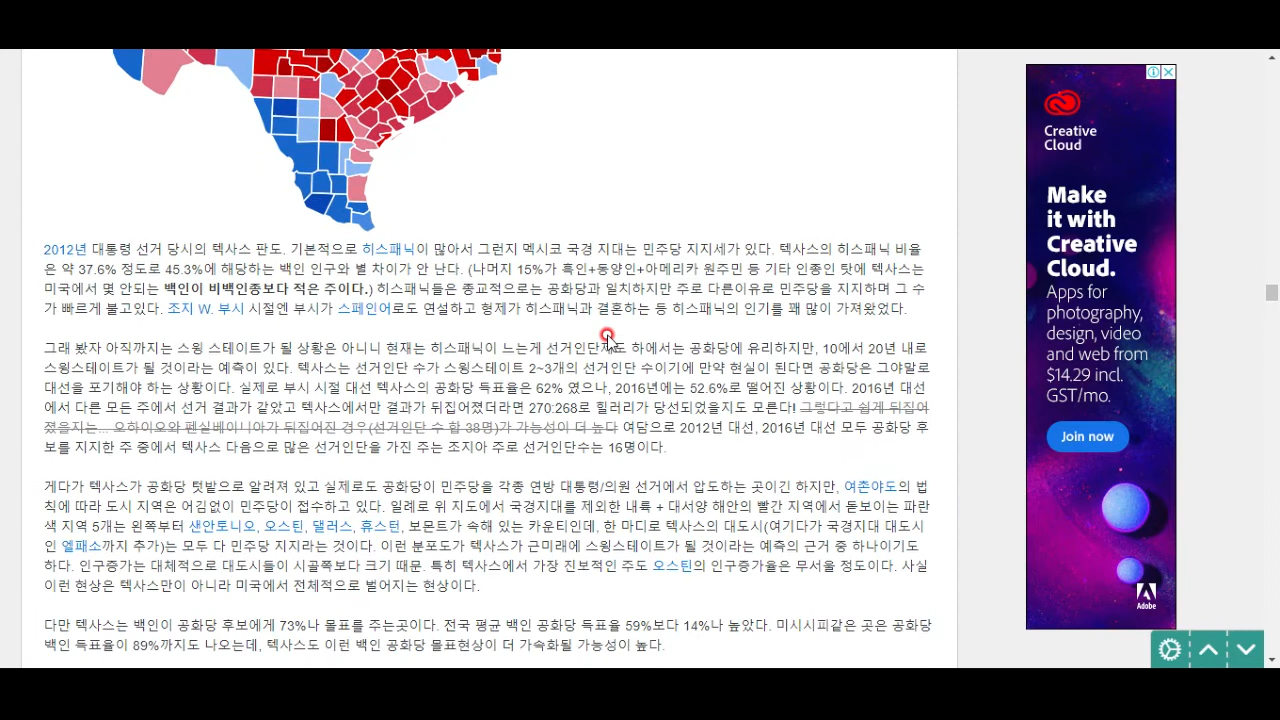 2012년 대통령 선거 당시의 텍사스 판도. 기본적으로 히스패닉이 많아서 그런지 멕시코 국경 지대는 민주당 지지세가 있다. 텍사스의 히스패닉 비율
은 약 37.6% 정도로 45.3%에 해당하는 백인 인구와 별 차이가 안 난다. (나머지 15%가 흑인+동양인+아메리카 원주민 등 기타 인종인 탓에 텍사스는
미국에서 몇 안되는 백인이 비백인종보다 적은 주이다.) 히스패닉들은 종교적으로는 공화당과 일치하지만 주로 다른이유로 민주당을 지지하며 그 수
가 빠르게 불고있다. 조지 W. 부시 시절엔 부시가 스페인어로도 연설하고 형제가 히스패닉과 결혼하는 등 히스패닉의 인기를 꽤 많이 가져왔었다.
그래 봤자 아직까지는 스윙 스테이트가 될 상황은 아니니 현재는 히스패닉이 느는게 선거인단제도 하에서는 공화당에 유리하지만, 10에서 20년 내로
스윙스테이트가 될 것이라는 예측이 있다. 텍사스는 선거인단 수가 스윙스테이트 2~3개의 선거인단 수이기에 만약 현실이 된다면 공화당은 그야말로
대선을 포기해야 하는 상황이다. 실제로 부시 시절 대선 텍사스의 공화당 득표율은 62% 였으나, 2016년에는 52.6%로 떨어진 상황이다. 2016년 대선
에서 다른 모든 주에서 선거 결과가 같았고 텍사스에서만 결과가 뒤집어졌더라면 270:268로 힐러리가 당선되었을지도 모른다! 그렇다고 쉽게 뒤집어
졌을지는... 오하이오와 펜실베이니아가 뒤집어진 경우(선거인단 수 합 38명)가 가능성이 더 높다 여담으로 2012년 대선, 2016년 대선 모두 공화당 후
보를 지지한 주 중에서 텍사스 다음으로 많은 선거인단을 가진 주는 조지아 주로 선거인단수는 16명이다.
게다가 텍사스가 공화당 텃밭으로 알려져 있고 실제로도 공화당이 민주당을 각종 연방 대통령/의원 선거에서 압도하는 곳이긴 하지만, 여촌야도의 법
칙에 따라 도시 지역은 어김없이 민주당이 접수하고 있다. 일례로 위 지도에서 국경지대를 제외한 내륙 + 대서양 해안의 빨간 지역에서 돋보이는 파란
색 지역 5개는 왼쪽부터 샌안토니오, 오스틴, 댈러스, 휴스턴, 보몬트가 속해 있는 카운티인데, 한 마디로 텍사스의 대도시(여기다가 국경지대 대도시
인 엘패소까지 추가)는 모두 다 민주당 지지라는 것이다. 이런 분포도가 텍사스가 근미래에 스윙스테이트가 될 것이라는 예측의 근거 중 하나이기도
하다. 인구증가는 대체적으로 대도시들이 시골쪽보다 크기 때문. 특히 텍사스에서 가장 진보적인 주도 오스틴의 인구증가율은 무서울 정도이다. 사실
이런 현상은 텍사스만이 아니라 미국에서 전체적으로 벌어지는 현상이다.
다만 텍사스는 백인이 공화당 후보에게 73%나 몰표를 주는곳이다. 전국 평균 백인 공화당 득표율 59%보다 14%나 높았다. 미시시피같은 곳은 공화당
백인 득표율이 89%까지도 나오는데, 텍사스도 이런 백인 공화당 몰표현상이 더 가속화될 가능성이 높다.
Creative
Cloud
Make
it with
Creative
Cloud.
Apps for
photography,
design, video
and web from
$14.29 incl.
GST/mo.
Join now
Adobe